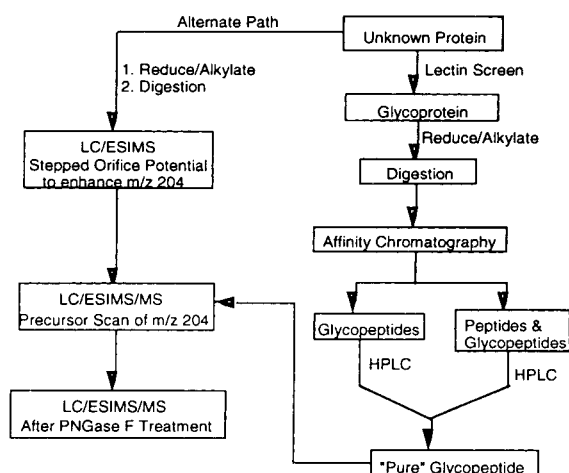 Alternate Path
Unknown Protein
1. Reduce/Alkylate
2. Digestion
Lectin Screen
Glycoprotein
Reduce/Alkylate
LC/ESIMS
Stepped Orifice Potential
to enhance m/z 204
Digestion
Affinity Chromatography
LC/ESIMS/MS
Precursor Scan of m/z 204
Glycopeptides
Peptides &
Glycopeptides
HPLC
HPLC
LC/ESIMS/MS
After PNGase F Treatment
"Pure" Glycopeptide